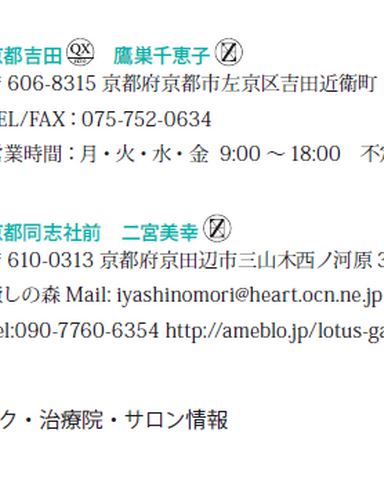 京都吉田 QX 鷹巣千恵子 Z
〒606-8315 京都府京都市左京区吉田近衛町
TEL/FAX：075-752-0634
営業時間：月・火・水・金 9:00 ～ 18:00 不定
京都同志社前 二宮美幸 Z
〒610-0313 京都府京田辺市三山木西ノ河原 3
癒しの森 Mail: iyashinomori@heart.ocn.ne.jp
Tel:090-7760-6354 http://ameblo.jp/lotus-ga
ク・治療院・サロン情報